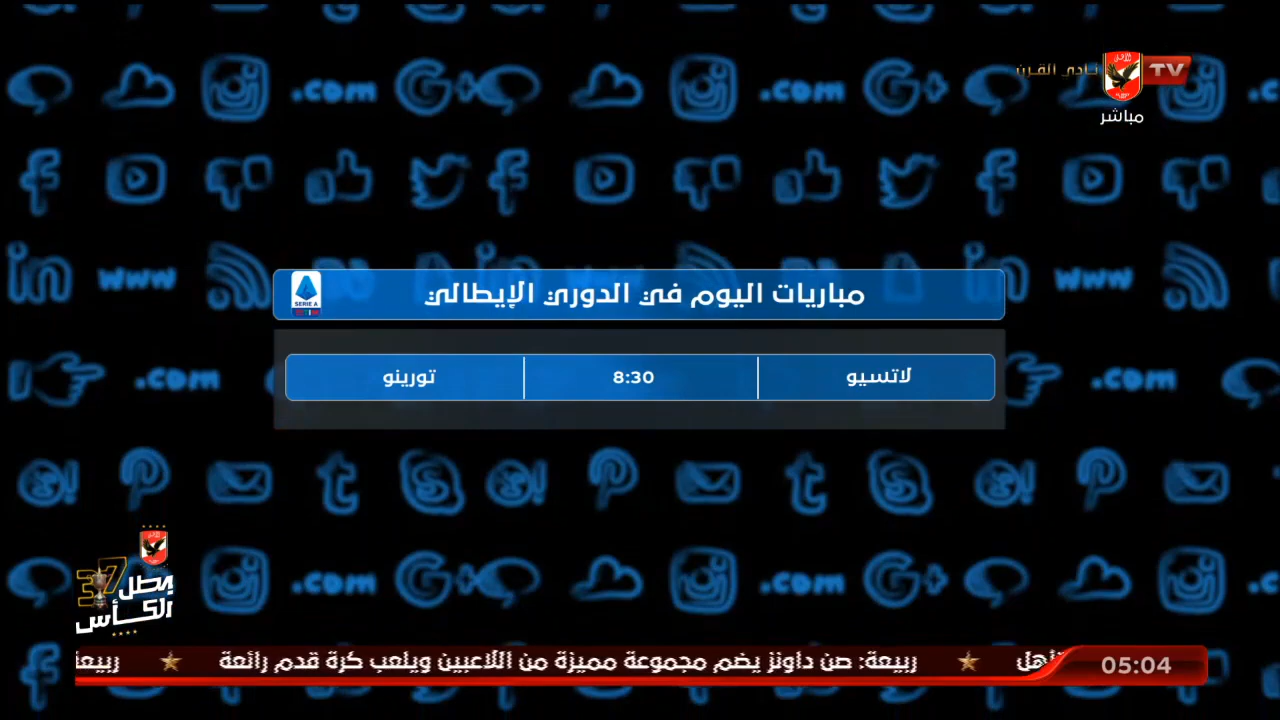 نادي القرن
TV
مباشر
مباريات اليوم في الدوري الإيطالي
SERIE A
لاتسيو 8:30 تورينو
37
بطل
الكأس
ربيعة: صن داونز يضم مجموعة مميزة من اللاعبين ويلعب كرة قدم رائعة ★ ربيعة
05:04